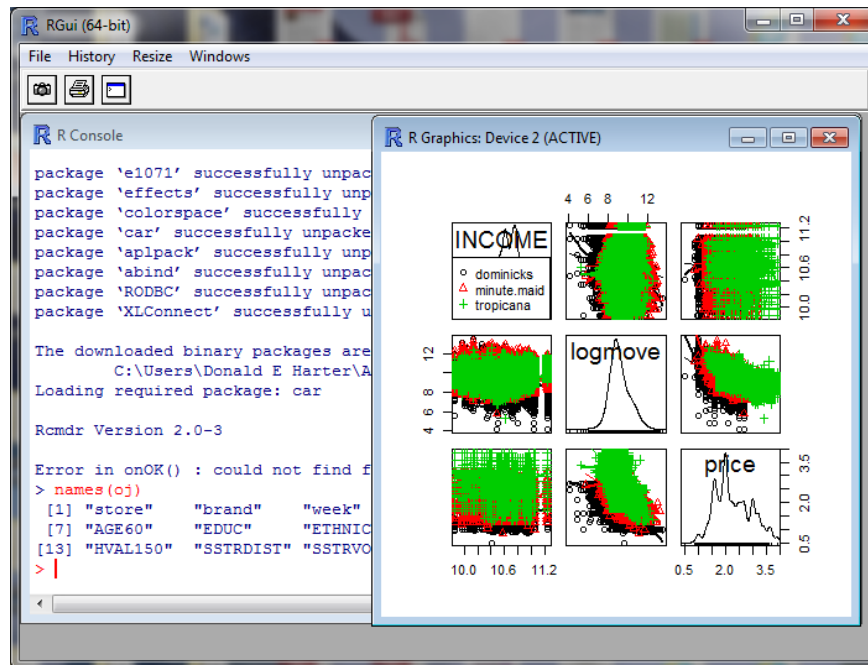 RGui (64-bit)
File History Resize Windows
R Console
package 'e1071' successfully unpac
package 'effects' successfully unp
package 'colorspace' successfully
package 'car' successfully unpacke
package 'aplpack' successfully unp
package 'abind' successfully unpac
package 'RODBC' successfully unpac
package 'XLConnect' successfully u
The downloaded binary packages are
C:\Users\Donald E Harter\A
Loading required package: car
Rcmdr Version 2.0-3
Error in onOK() : could not find f
> names(oj)
[1] "store" "brand" "week"
[7] "AGE60" "EDUC" "ETHNIC
[13] "HVAL150" "SSTRDIST" "SSTRVO
>
R Graphics: Device 2 (ACTIVE)
4 6 8 12
INCOME
dominicks
minute.maid
tropicana
10.0 10.6 11.2
logmove
4 6 8 12
price
0.5 2.0 3.5
10.0 10.6 11.2
0.5 2.0 3.5